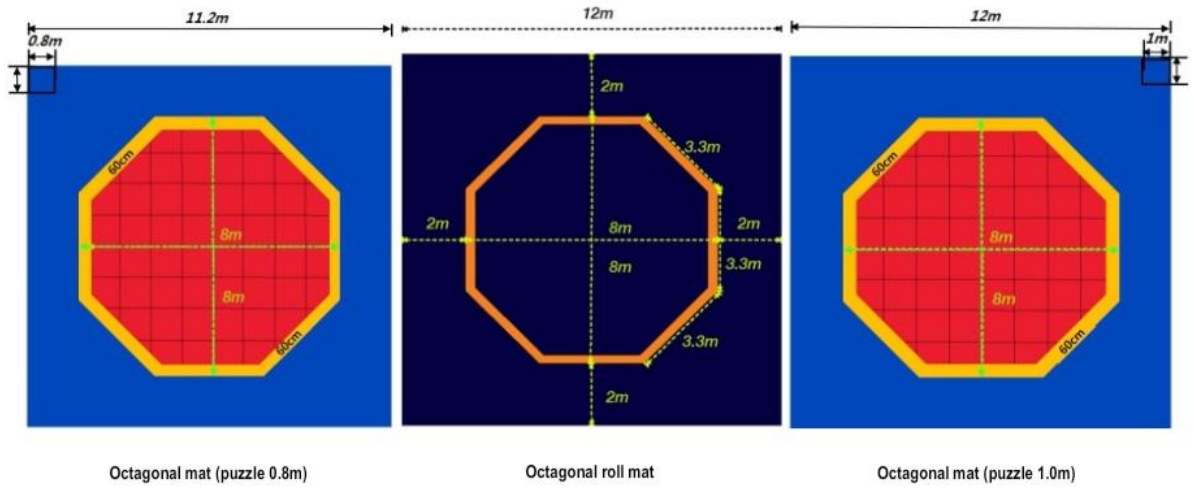 11.2m
0.8m
60cm
8m
8m
60cm
Octagonal mat (puzzle 0.8m)
12m
2m
3.3m
2m
8m
2m
8m
3.3m
3.3m
2m
Octagonal roll mat
12m
1m
60cm
8m
8m
60cm
Octagonal mat (puzzle 1.0m)